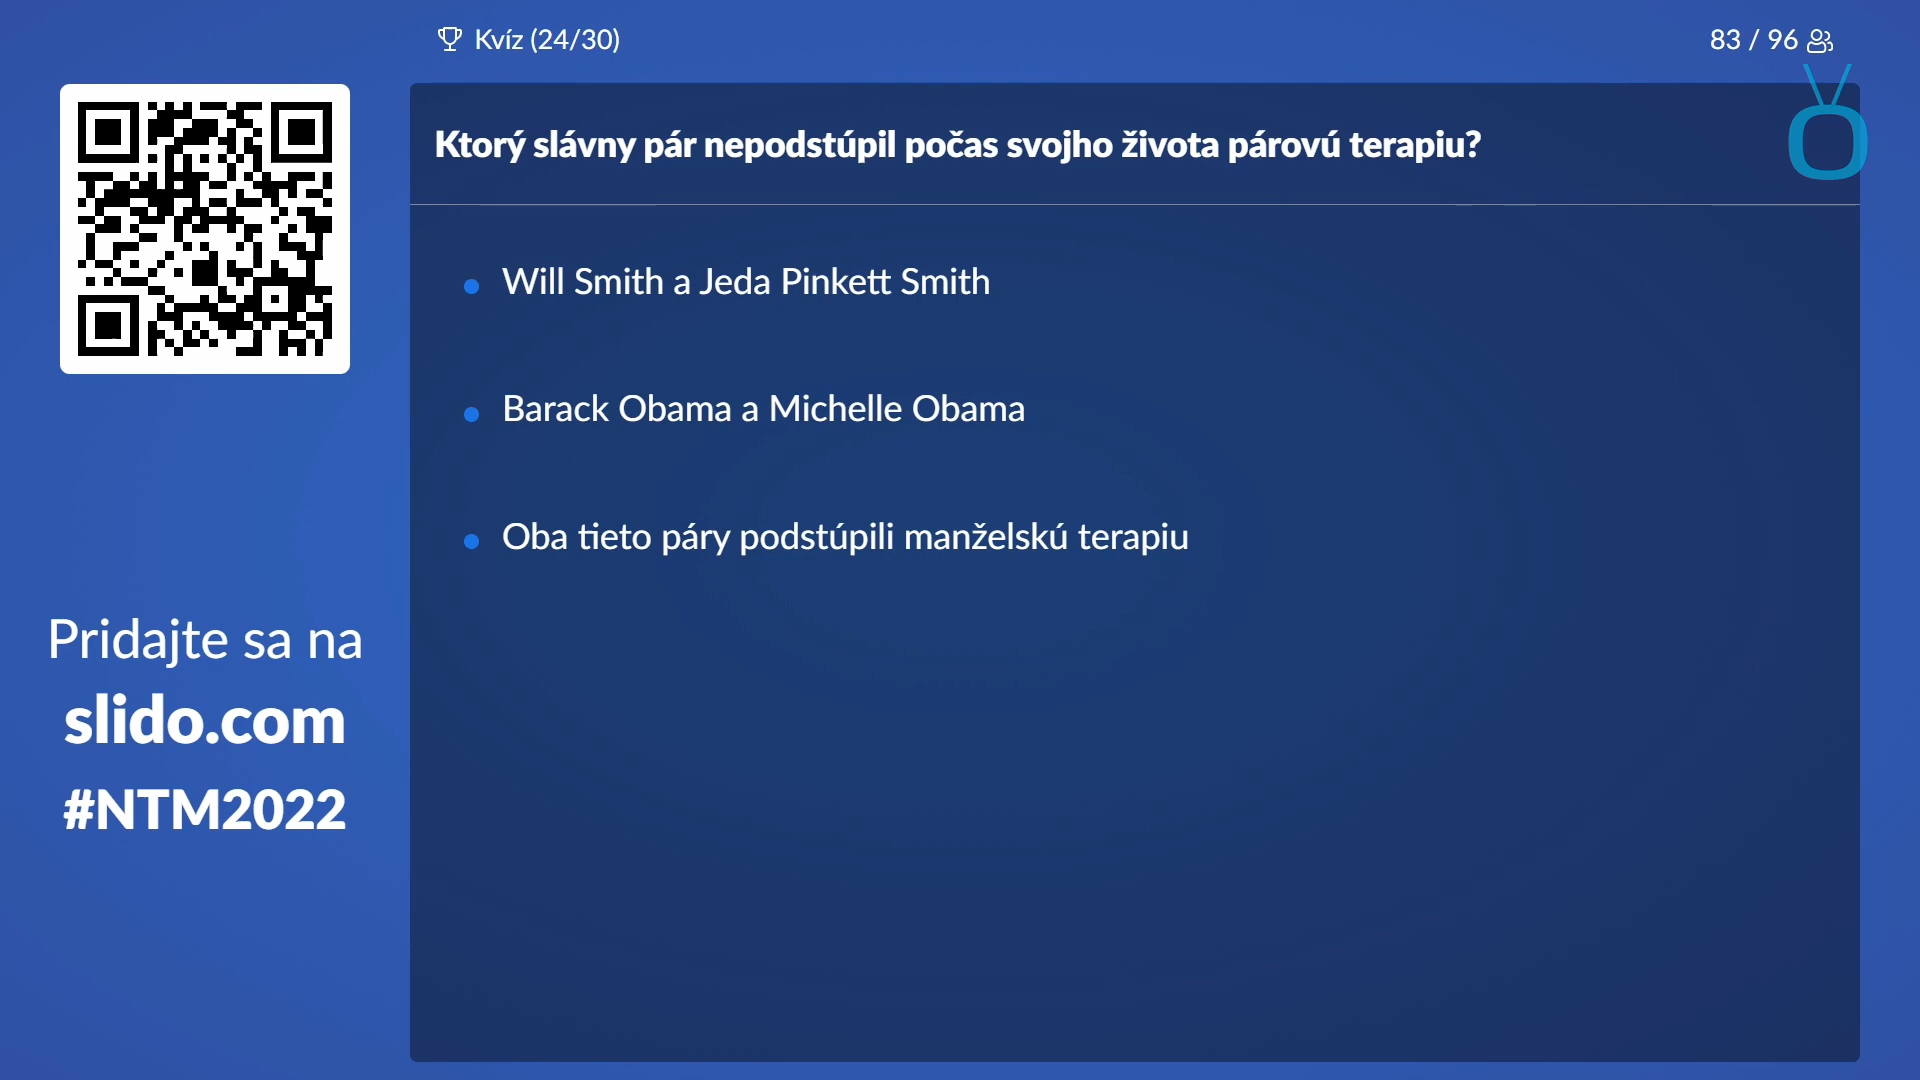 Kvíz (24/30)
83 / 96
Ktorý slávny pár nepodstúpil počas svojho života párovú terapiu?
Will Smith a Jeda Pinkett Smith
Barack Obama a Michelle Obama
Oba tieto páry podstúpili manželskú terapiu
Pridajte sa na
slido.com
#NTM2022